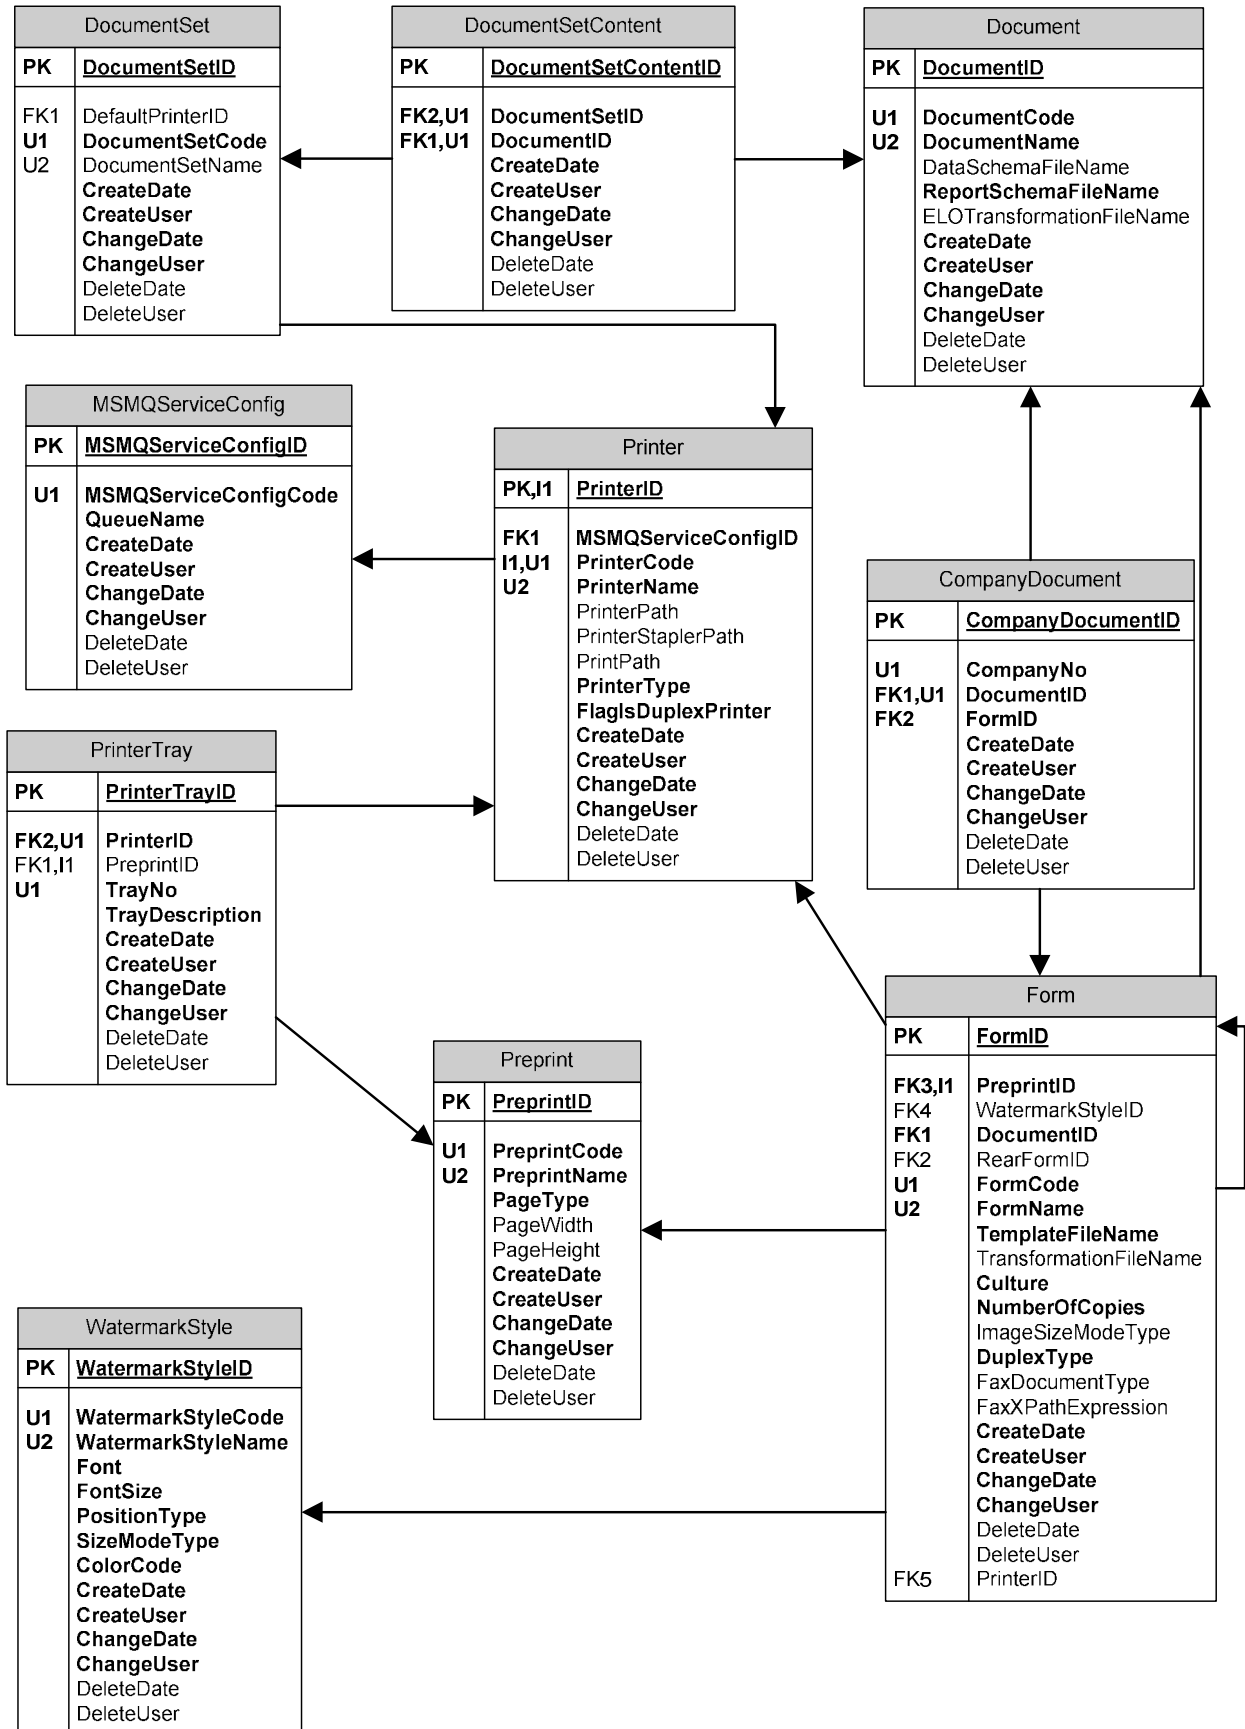 DocumentSet
PK DocumentSetID
FK1 DefaultPrinterID
U1 DocumentSetCode
U2 DocumentSetName
CreateDate
CreateUser
ChangeDate
ChangeUser
DeleteDate
DeleteUser
DocumentSetContent
PK DocumentSetContentID
FK2,U1 DocumentSetID
FK1,U1 DocumentID
CreateDate
CreateUser
ChangeDate
ChangeUser
DeleteDate
DeleteUser
Document
PK DocumentID
U1 DocumentCode
U2 DocumentName
DataSchemaFileName
ReportSchemaFileName
ELOTransformationFileName
CreateDate
CreateUser
ChangeDate
ChangeUser
DeleteDate
DeleteUser
MSMQServiceConfig
PK MSMQServiceConfigID
U1 MSMQServiceConfigCode
QueueName
CreateDate
CreateUser
ChangeDate
ChangeUser
DeleteDate
DeleteUser
Printer
PK,I1 PrinterID
FK1 MSMQServiceConfigID
I1,U1 PrinterCode
U2 PrinterName
PrinterPath
PrinterStaplerPath
PrintPath
PrinterType
FlagIsDuplexPrinter
CreateDate
CreateUser
ChangeDate
ChangeUser
DeleteDate
DeleteUser
CompanyDocument
PK CompanyDocumentID
U1 CompanyNo
FK1,U1 DocumentID
FK2 FormID
CreateDate
CreateUser
ChangeDate
ChangeUser
DeleteDate
DeleteUser
PrinterTray
PK PrinterTrayID
FK2,U1 PrinterID
FK1,I1 PreprintID
U1 TrayNo
TrayDescription
CreateDate
CreateUser
ChangeDate
ChangeUser
DeleteDate
DeleteUser
Preprint
PK PreprintID
U1 PreprintCode
U2 PreprintName
PageType
PageWidth
PageHeight
CreateDate
CreateUser
ChangeDate
ChangeUser
DeleteDate
DeleteUser
Form
PK FormID
FK3,I1 PreprintID
FK4 WatermarkStyleID
FK1 DocumentID
FK2 RearFormID
U1 FormCode
U2 FormName
TemplateFileName
TransformationFileName
Culture
NumberOfCopies
ImageSizeModeType
DuplexType
FaxDocumentType
FaxXPathExpression
CreateDate
CreateUser
ChangeDate
ChangeUser
DeleteDate
DeleteUser
FK5 PrinterID
WatermarkStyle
PK WatermarkStyleID
U1 WatermarkStyleCode
U2 WatermarkStyleName
Font
FontSize
PositionType
SizeModeType
ColorCode
CreateDate
CreateUser
ChangeDate
ChangeUser
DeleteDate
DeleteUser